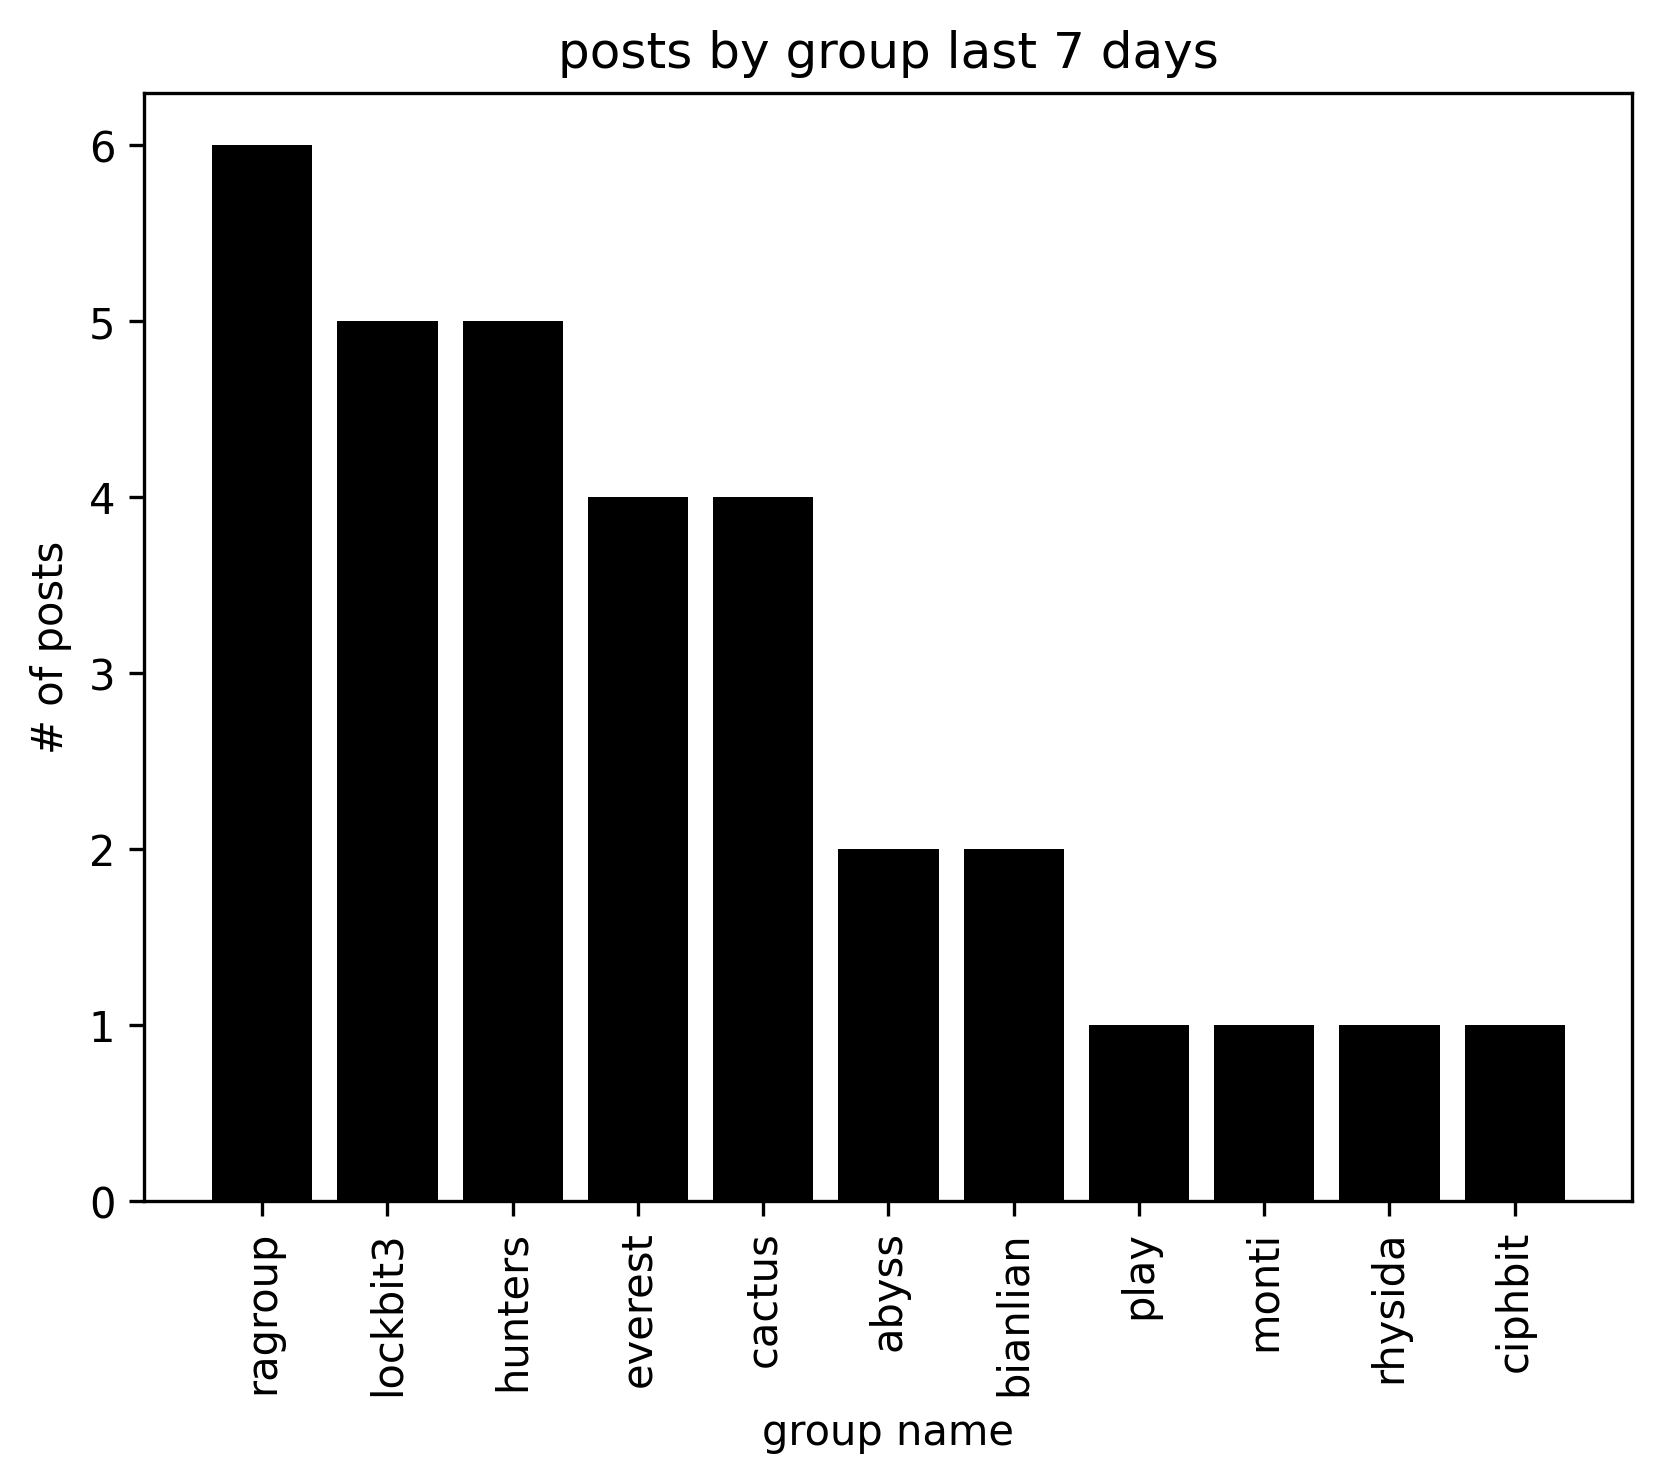 posts by group last 7 days
6
5
4
3
2
1
0
# of posts
ragroup
lockbit3
hunters
everest
cactus
abyss
bianlian
play
monti
rhysida
ciphbit
group name